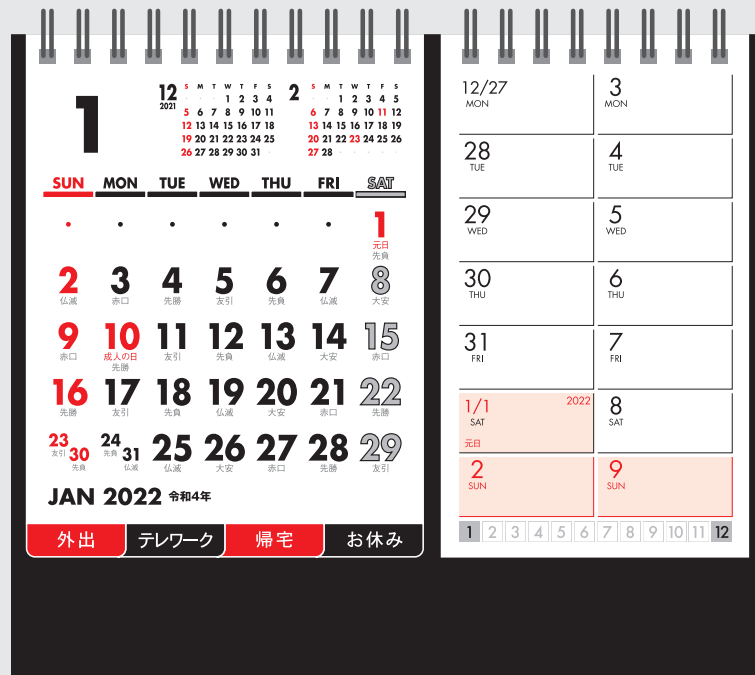 1
12
2021
S M T W T F S
1 2 3 4
5 6 7 8 9 10 11
12 13 14 15 16 17 18
19 20 21 22 23 24 25
26 27 28 29 30 31
2
S M T W T F S
1 2 3 4 5
6 7 8 9 10 11 12
13 14 15 16 17 18 19
20 21 22 23 24 25 26
27 28
SUN MON TUE WED THU FRI SAT
1
元日
先負
2 3 4 5 6 7 8
仏滅 赤口 先勝 友引 先負 仏滅 大安
9 10 11 12 13 14 15
赤口 成人の日 友引 先負 仏滅 大安 赤口
先勝
16 17 18 19 20 21 22
先勝 友引 先負 仏滅 大安 赤口 先勝
23 30 24 31 25 26 27 28 29
友引 先負 先負 仏滅 仏滅 大安 赤口 先勝 友引
JAN 2022 令和4年
外出 テレワーク 帰宅 お休み
12/27
MON
28
TUE
29
WED
30
THU
31
FRI
1/1 2022
SAT
元日
2
SUN
3
MON
4
TUE
5
WED
6
THU
7
FRI
8
SAT
9
SUN
1 2 3 4 5 6 7 8 9 10 11 12